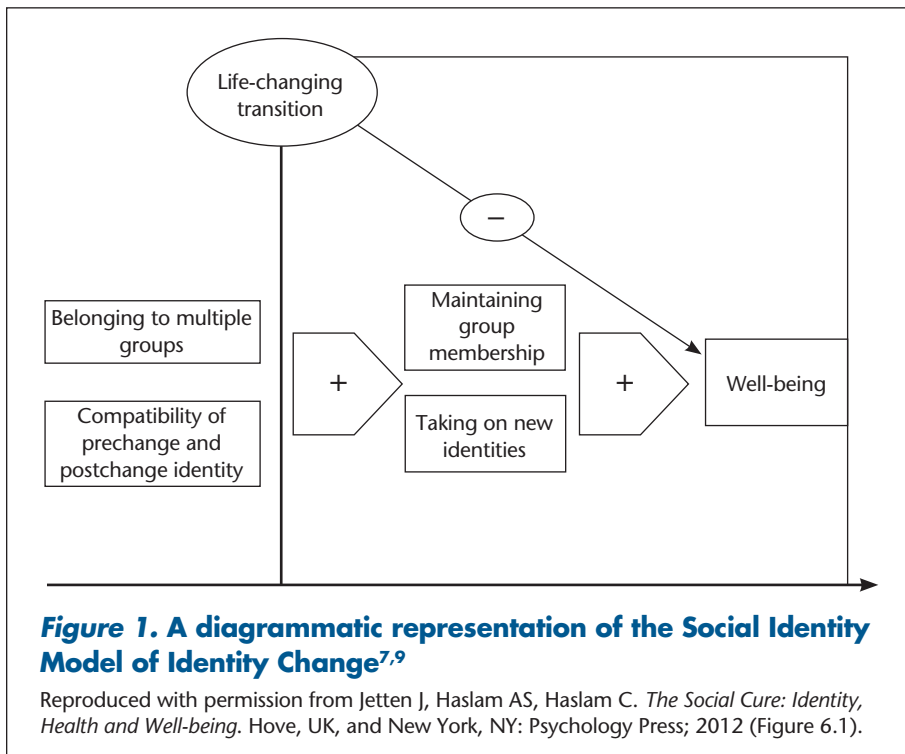 Life-changing
transition
−
Belonging to multiple
groups
Compatibility of
prechange and
postchange identity
+
Maintaining
group
membership
Taking on new
identities
+
Well-being
Figure 1. A diagrammatic representation of the Social Identity
Model of Identity Change7,9
Reproduced with permission from Jetten J, Haslam AS, Haslam C. The Social Cure: Identity,
Health and Well-being. Hove, UK, and New York, NY: Psychology Press; 2012 (Figure 6.1).